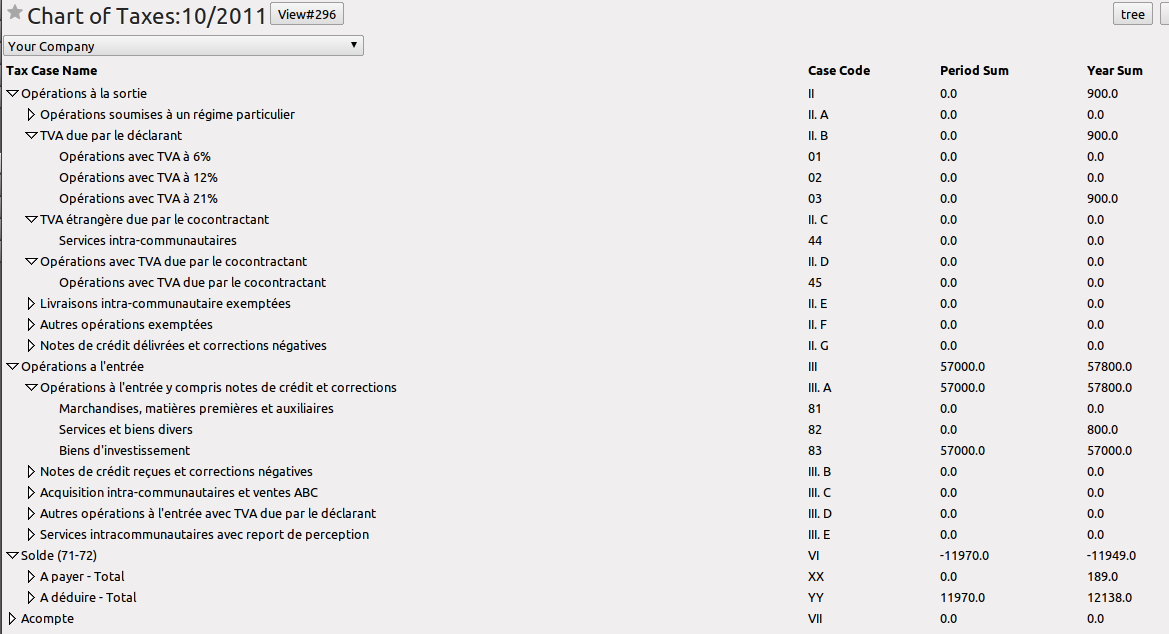 Chart of Taxes:10/2011 View#296 tree
Your Company
Tax Case Name Case Code Period Sum Year Sum
Opérations à la sortie II 0.0 900.0
Opérations soumises à un régime particulier II. A 0.0 0.0
TVA due par le déclarant II. B 0.0 900.0
Opérations avec TVA à 6% 01 0.0 0.0
Opérations avec TVA à 12% 02 0.0 0.0
Opérations avec TVA à 21% 03 0.0 900.0
TVA étrangère due par le cocontractant II. C 0.0 0.0
Services intra-communautaires 44 0.0 0.0
Opérations avec TVA due par le cocontractant II. D 0.0 0.0
Opérations avec TVA due par le cocontractant 45 0.0 0.0
Livraisons intra-communautaire exemptées II. E 0.0 0.0
Autres opérations exemptées II. F 0.0 0.0
Notes de crédit délivrées et corrections négatives II. G 0.0 0.0
Opérations a l'entrée III 57000.0 57800.0
Opérations à l'entrée y compris notes de crédit et corrections III. A 57000.0 57800.0
Marchandises, matières premières et auxiliaires 81 0.0 0.0
Services et biens divers 82 0.0 800.0
Biens d'investissement 83 57000.0 57000.0
Notes de crédit reçues et corrections négatives III. B 0.0 0.0
Acquisition intra-communautaires et ventes ABC III. C 0.0 0.0
Autres opérations à l'entrée avec TVA due par le déclarant III. D 0.0 0.0
Services intracommunautaires avec report de perception III. E 0.0 0.0
Solde (71-72) VI -11970.0 -11949.0
A payer - Total XX 0.0 189.0
A déduire - Total YY 11970.0 12138.0
Acompte VII 0.0 0.0